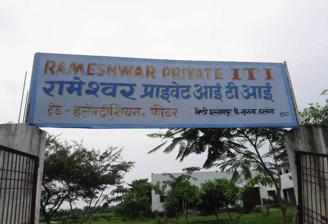 RAMESHWAR PRIVATE ITI
रामेश्वर प्राइवेट आई टी आई
ट्रेड - इलेक्ट्रीशियन, फीटर